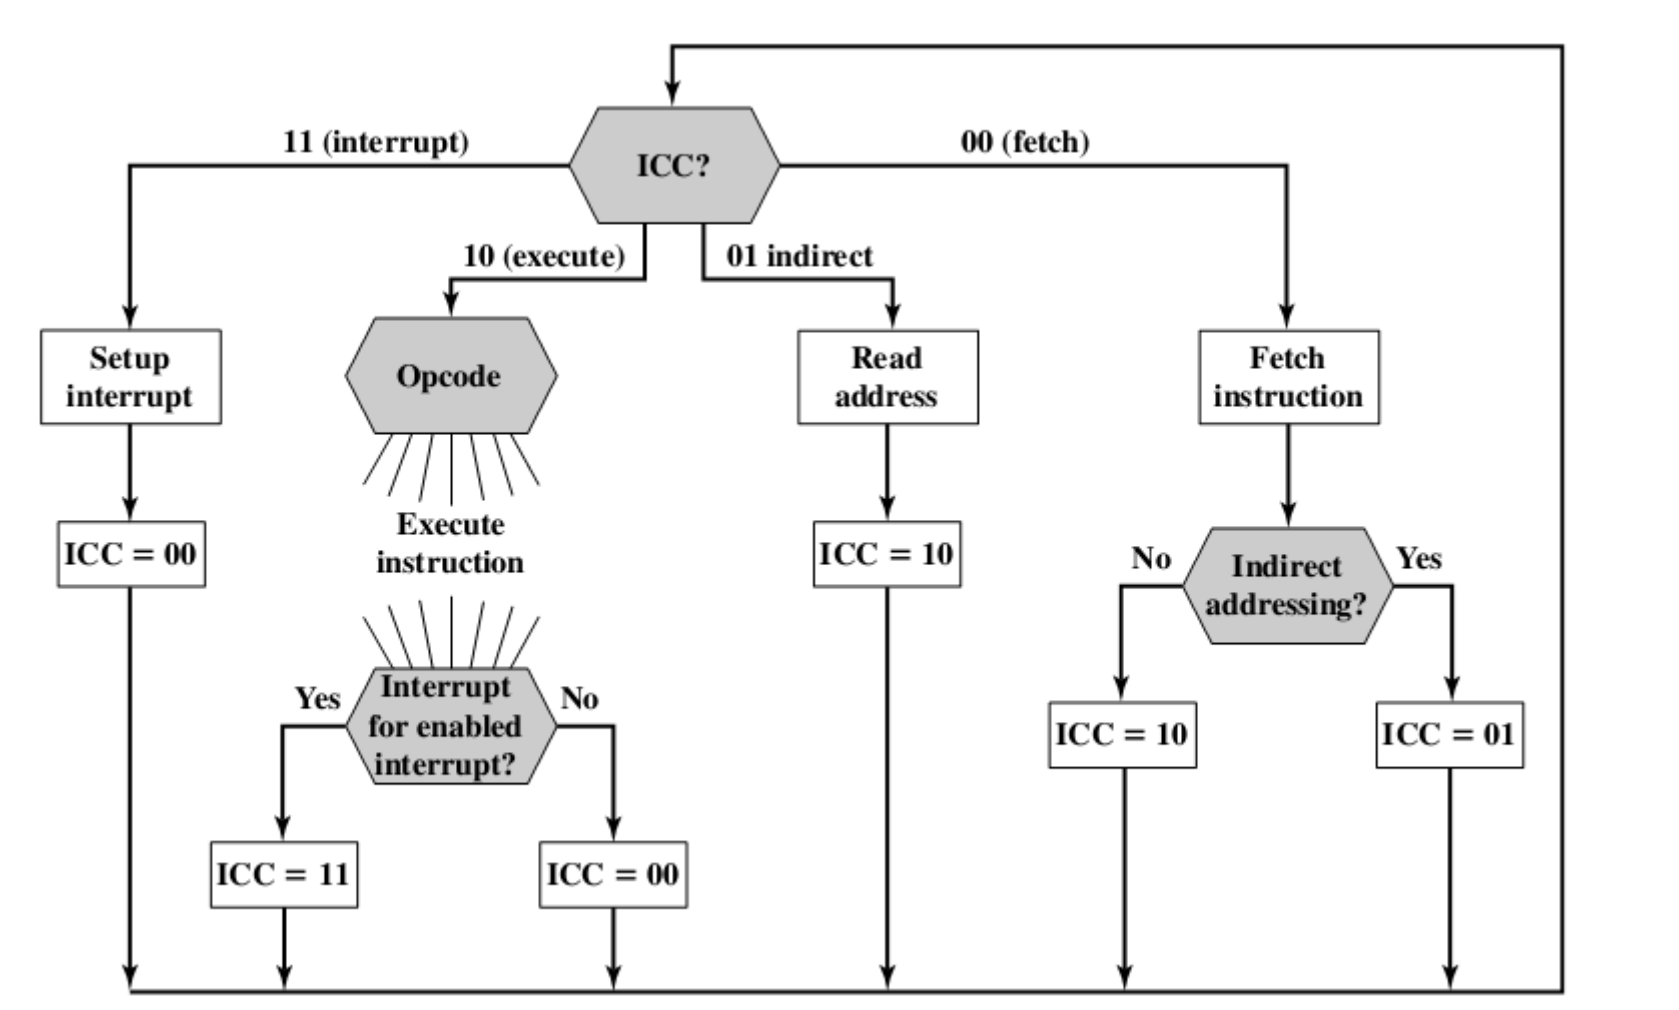 11 (interrupt)
ICC?
00 (fetch)
10 (execute)
01 indirect
Setup
interrupt
Opcode
Read
address
Fetch
instruction
ICC = 00
Execute
instruction
ICC = 10
No
Indirect
addressing?
Yes
Yes
Interrupt
for enabled
interrupt?
No
ICC = 10
ICC = 01
ICC = 11
ICC = 00